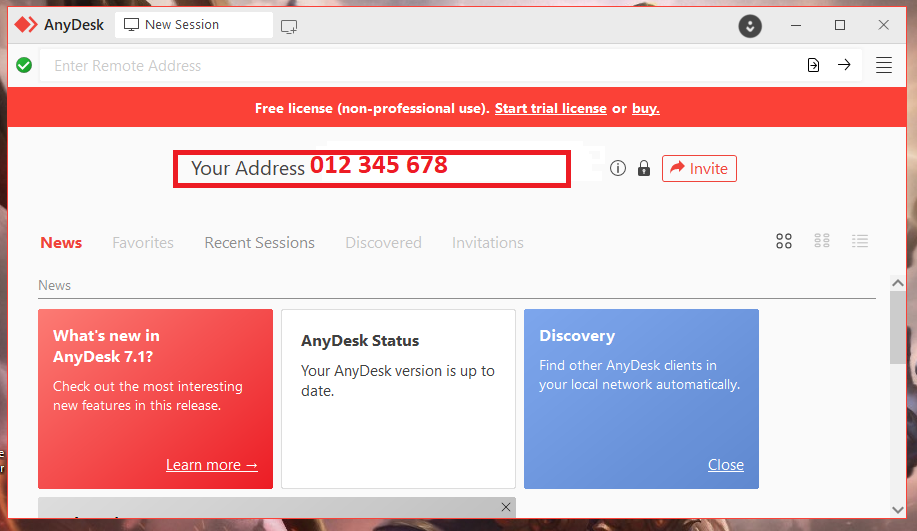 AnyDesk
New Session
Enter Remote Address
Free license (non-professional use). Start trial license or buy.
Your Address 012 345 678
Invite
News
Favorites
Recent Sessions
Discovered
Invitations
News
What's new in
AnyDesk 7.1?
Check out the most interesting
new features in this release.
Learn more →
AnyDesk Status
Your AnyDesk version is up to
date.
Discovery
Find other AnyDesk clients in
your local network automatically.
Close